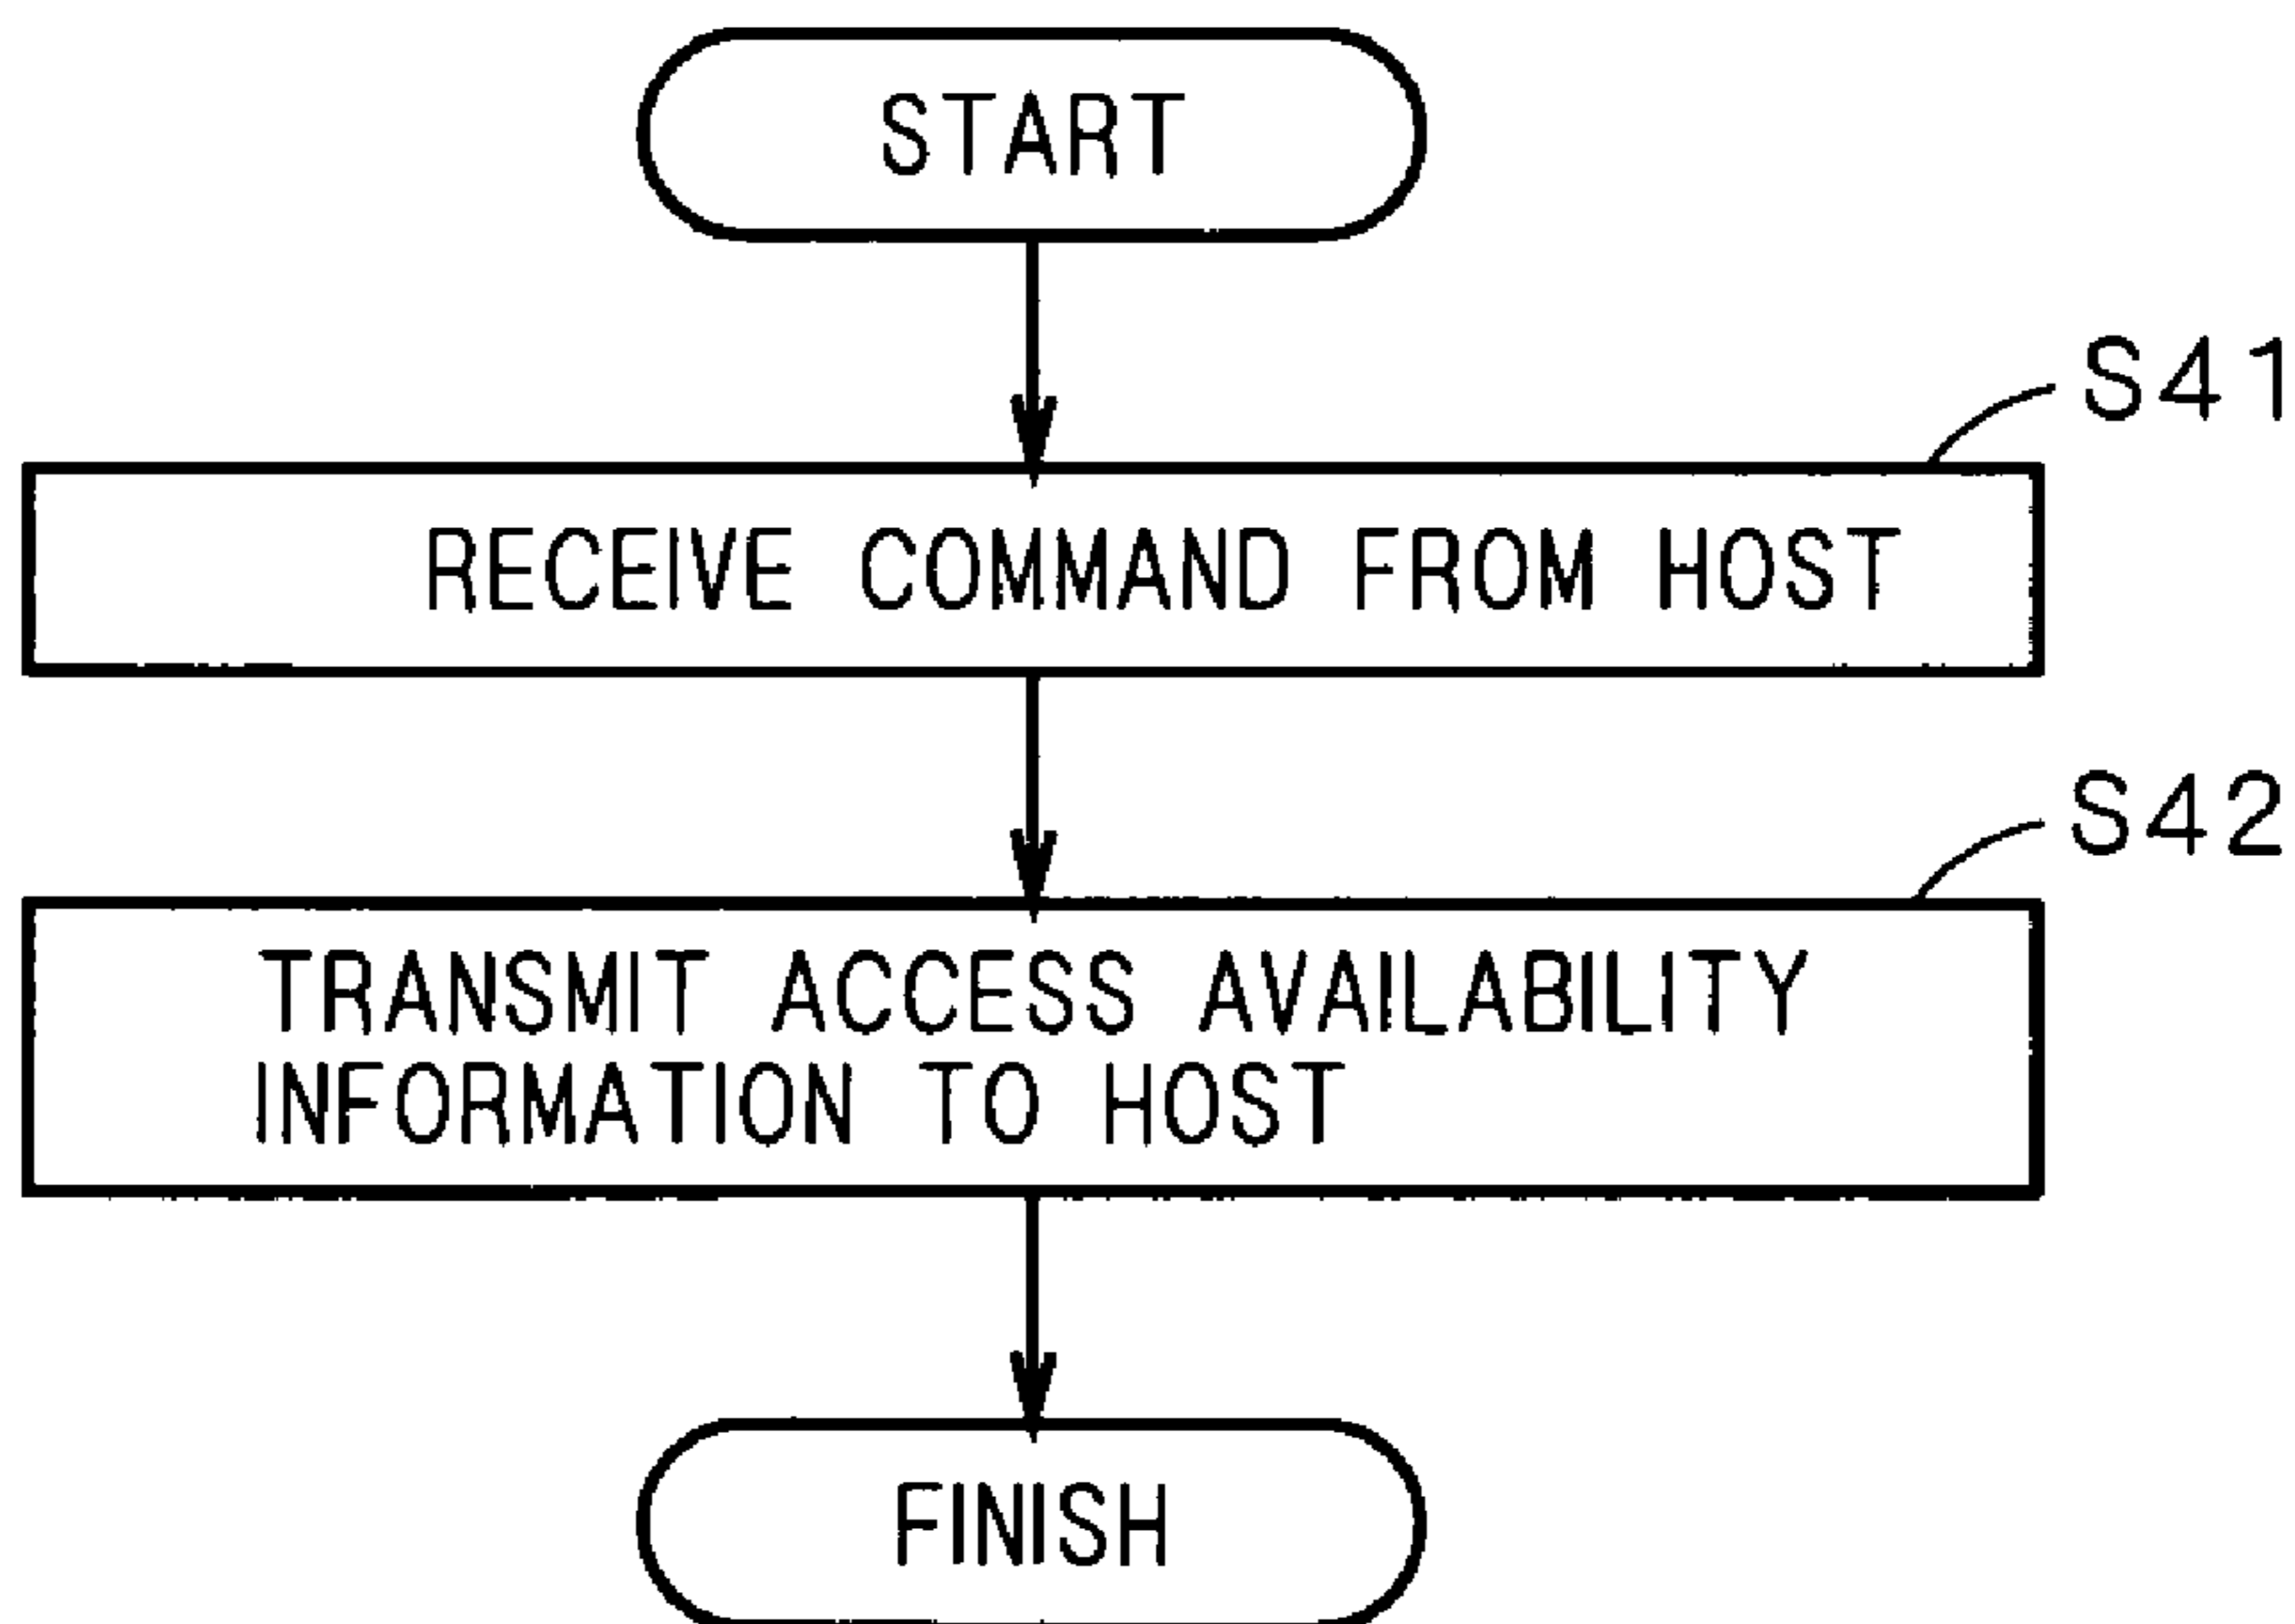 START
S41
RECEIVE COMMAND FROM HOST
S42
TRANSMIT ACCESS AVAILABILITY
INFORMATION TO HOST
FINISH